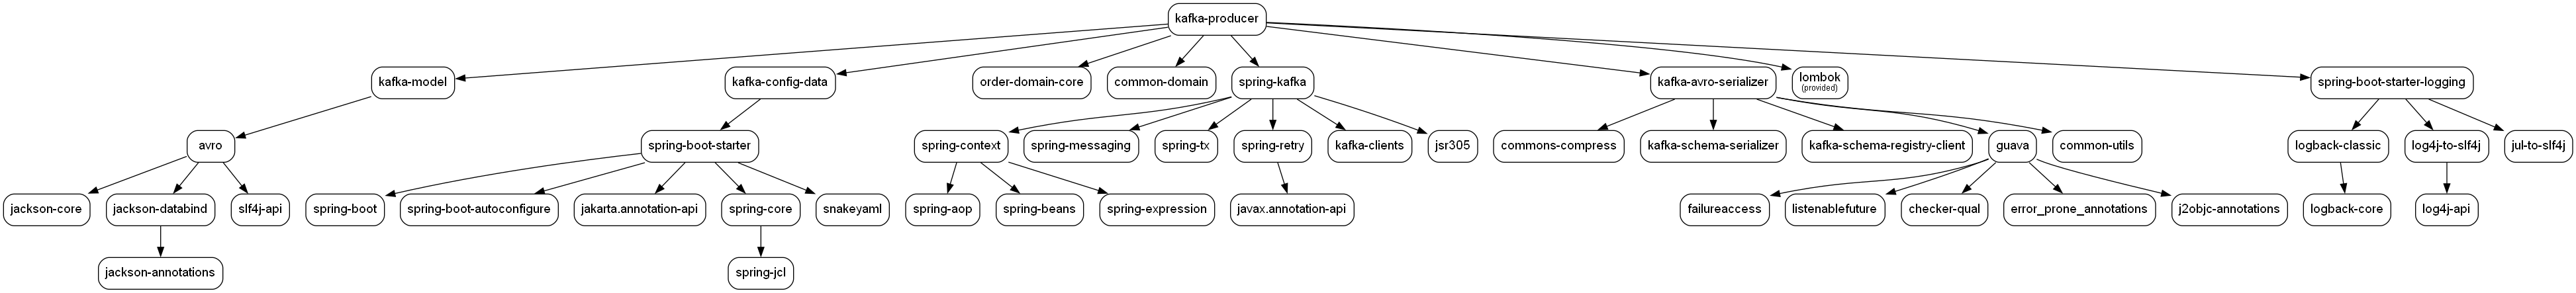 kafka-producer
kafka-model
kafka-config-data
order-domain-core
common-domain
spring-kafka
kafka-avro-serializer
lombok
(provided)
spring-boot-starter-logging
avro
spring-boot-starter
spring-context
spring-messaging
spring-tx
spring-retry
kafka-clients
jsr305
commons-compress
kafka-schema-serializer
kafka-schema-registry-client
guava
common-utils
logback-classic
log4j-to-slf4j
jul-to-slf4j
jackson-core
jackson-databind
slf4j-api
spring-boot
spring-boot-autoconfigure
jakarta.annotation-api
spring-core
snakeyaml
spring-aop
spring-beans
spring-expression
javax.annotation-api
failureaccess
listenablefuture
checker-qual
error_prone_annotations
j2objc-annotations
logback-core
log4j-api
jackson-annotations
spring-jcl